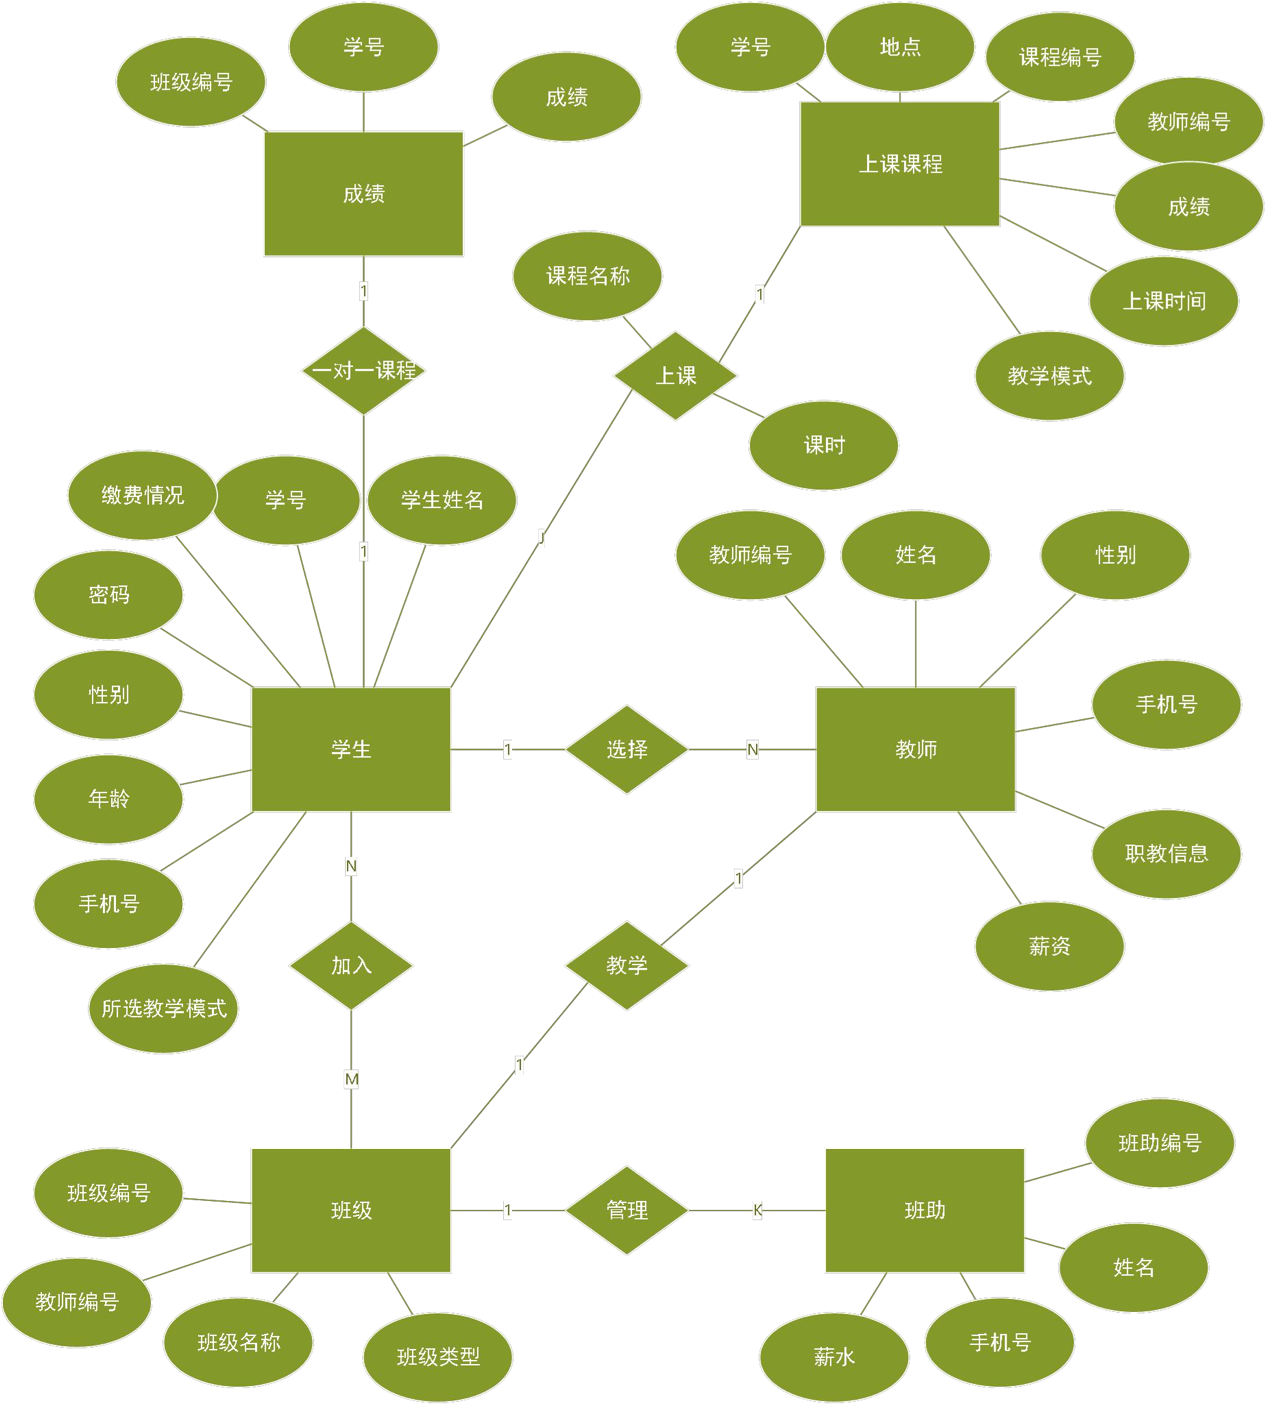 学号
班级编号
成绩
成绩
1
一对一课程
1
学号
地点
课程编号
教师编号
成绩
上课时间
教学模式
上课课程
1
课程名称
上课
课时
J
缴费情况
学号
学生姓名
密码
性别
年龄
手机号
所选教学模式
学生
1
选择
N
教师编号
姓名
性别
手机号
职教信息
薪资
教师
N
加入
M
1
教学
1
班级编号
教师编号
班级名称
班级类型
班级
1
管理
K
班助
班助编号
姓名
手机号
薪水